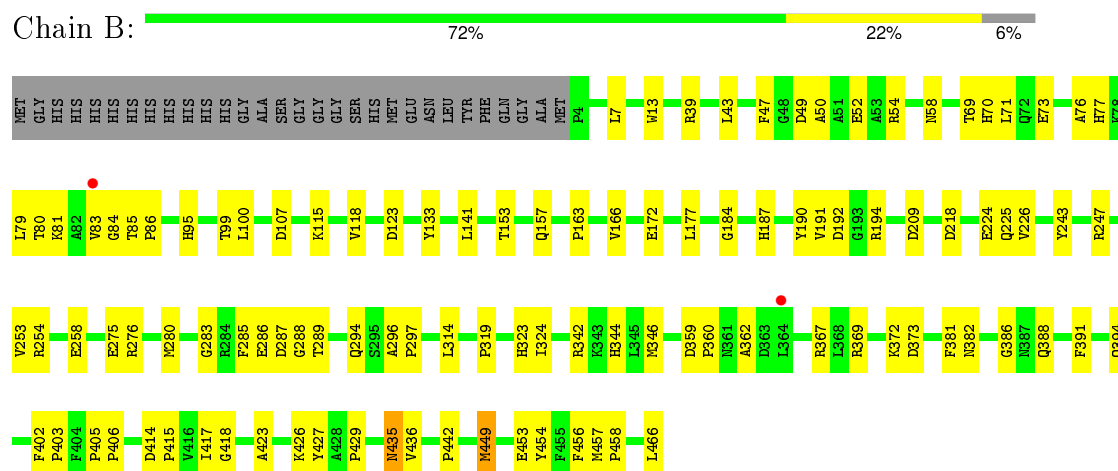 Chain B:
72% 22% 6%
MET GLY HIS HIS HIS HIS HIS HIS HIS HIS HIS HIS GLY ALA SER GLY GLY GLY SER HIS MET GLU ASN LEU TYR PHE GLN GLY ALA MET P4 L7 W13 R39 L43 F47 G48 D49 A50 A51 E52 A53 R54 N58 T69 H70 L71 Q72 E73 A76 H77 K78
L79 T80 K81 A82 V83 G84 T85 P86 H95 T99 L100 D107 K115 V118 D123 Y133 L141 T153 Q157 P163 V166 E172 L177 G184 H187 Y190 V191 D192 G193 R194 D209 D218 E224 Q225 V226 Y243 R247
V253 R254 E258 E275 R276 M280 G283 R284 F285 E286 D287 G288 T289 Q294 S295 A296 P297 L314 P319 H323 I324 R342 K343 H344 L345 M346 D359 P360 N361 A362 D363 L364 R367 L368 R369 K372 D373 F381 N382 G386 N387 Q388 F391
F402 P403 F404 P405 P406 D414 P415 V416 I417 G418 A423 K426 Y427 A428 P429 N435 V436 P442 M449 E453 Y454 F455 F456 M457 P458 L466